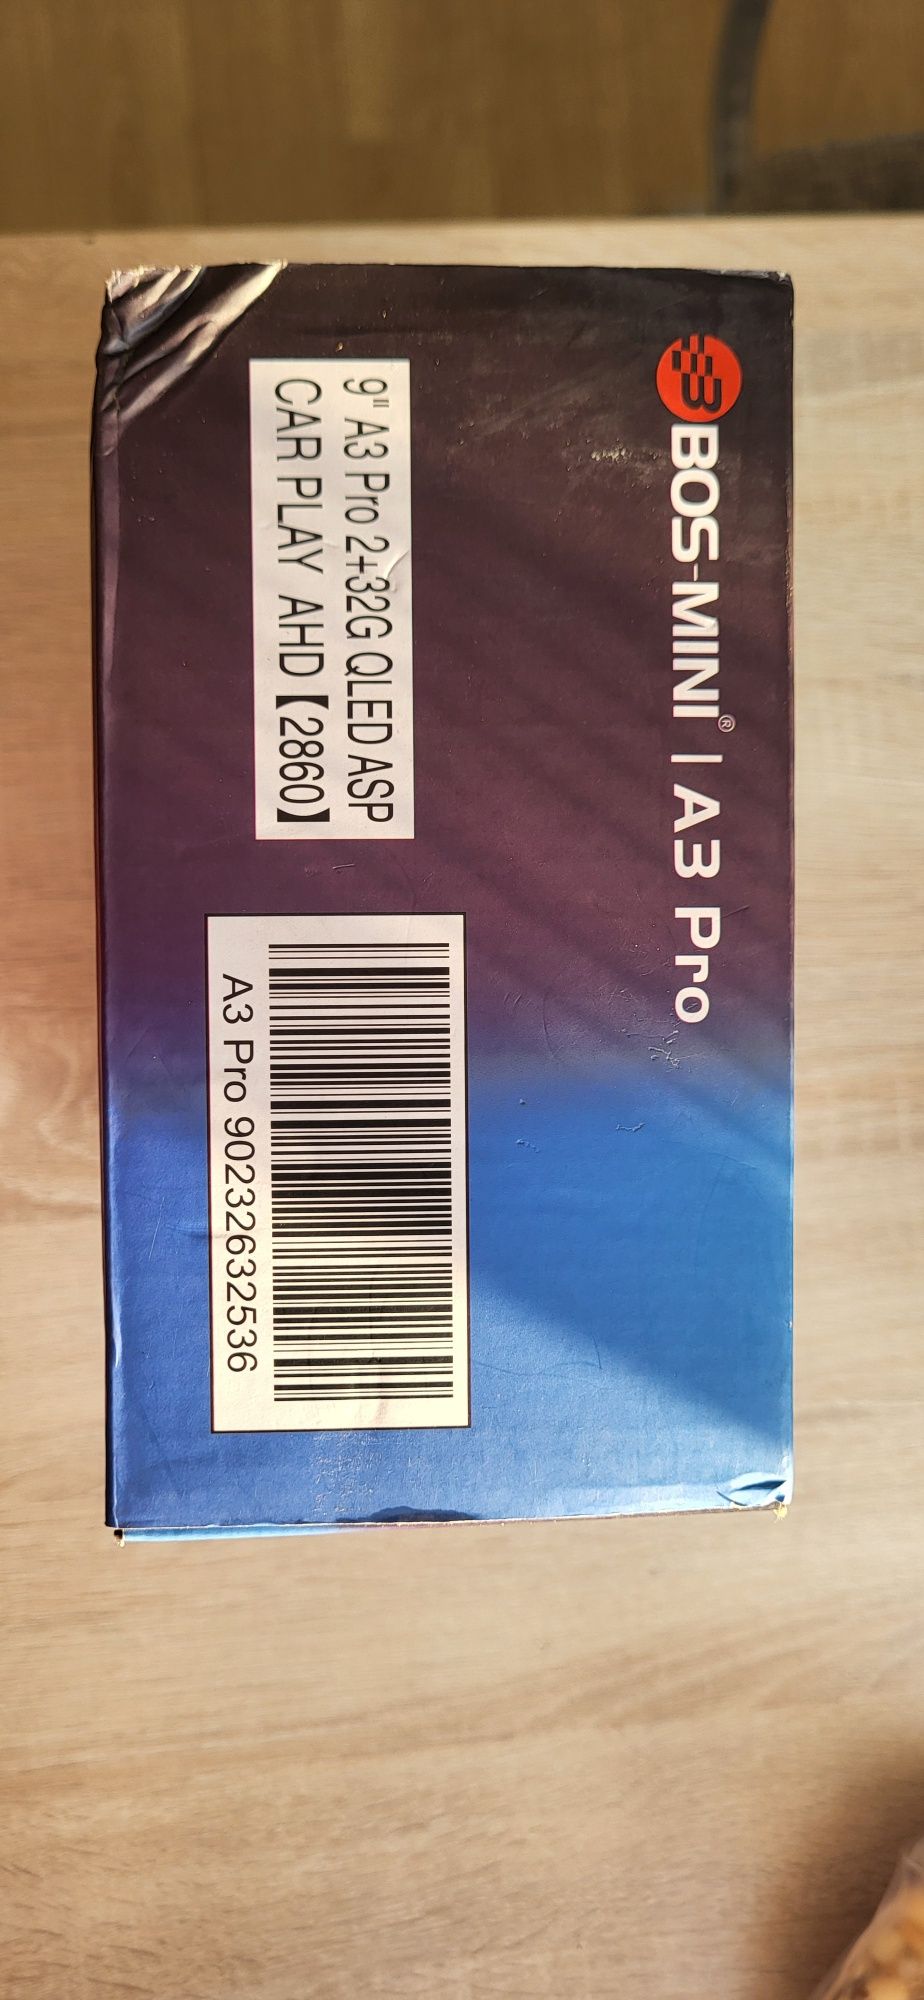 BOS-MINI® | A3 Pro
9" A3 Pro 2+32G QLED ASP
CAR PLAY AHD【2860】
A3 Pro 9023263253​6